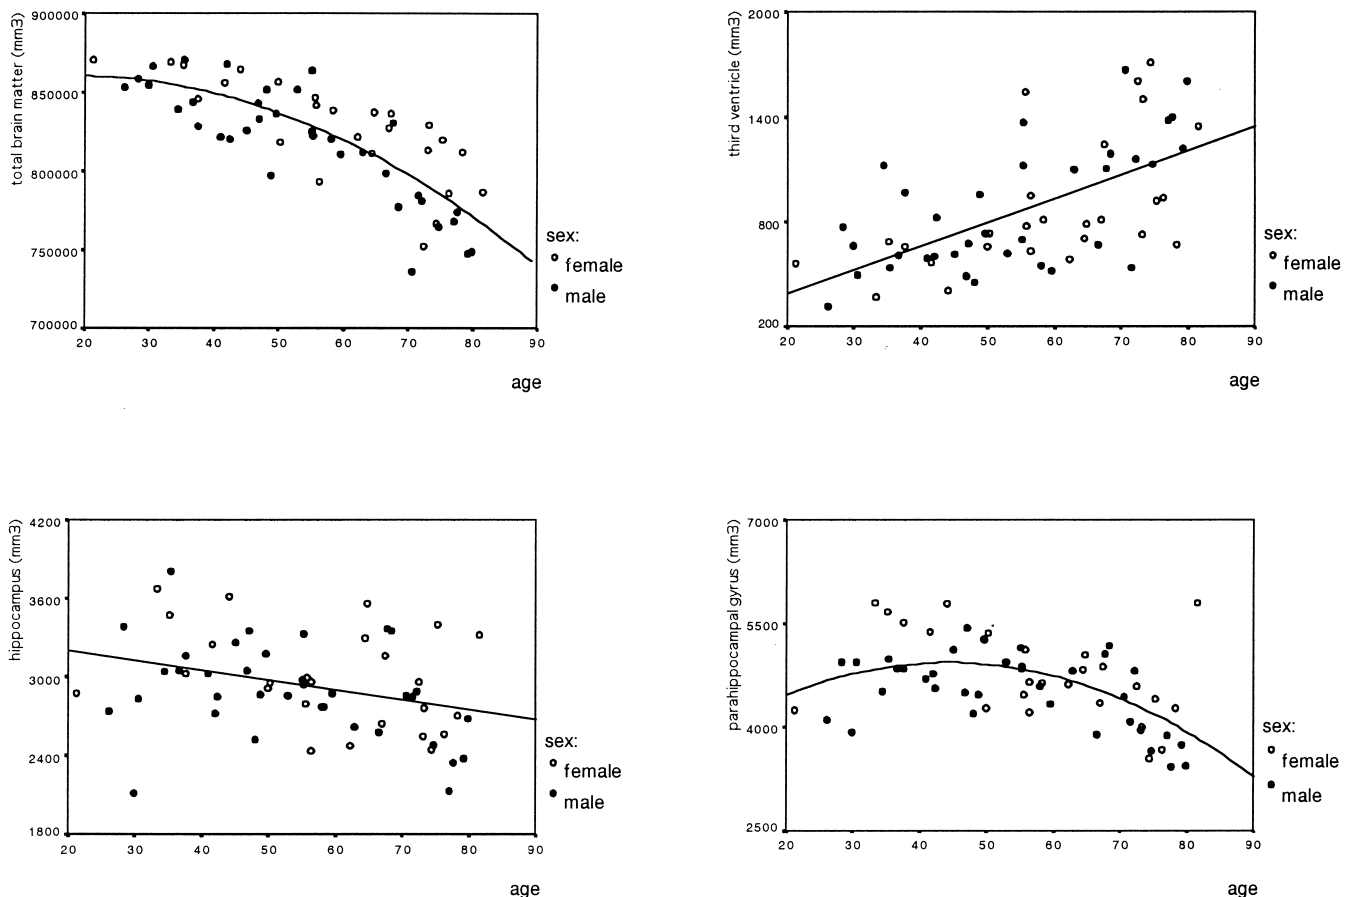 total brain matter (mm3)
900000
850000
800000
750000
700000
20 30 40 50 60 70 80 90
age
sex:
female
male
third ventricle (mm3)
2000
1400
800
200
20 30 40 50 60 70 80 90
age
sex:
female
male
hippocampus (mm3)
4200
3600
3000
2400
1800
20 30 40 50 60 70 80 90
age
sex:
female
male
parahippocampal gyrus (mm3)
7000
5500
4000
2500
20 30 40 50 60 70 80 90
age
sex:
female
male